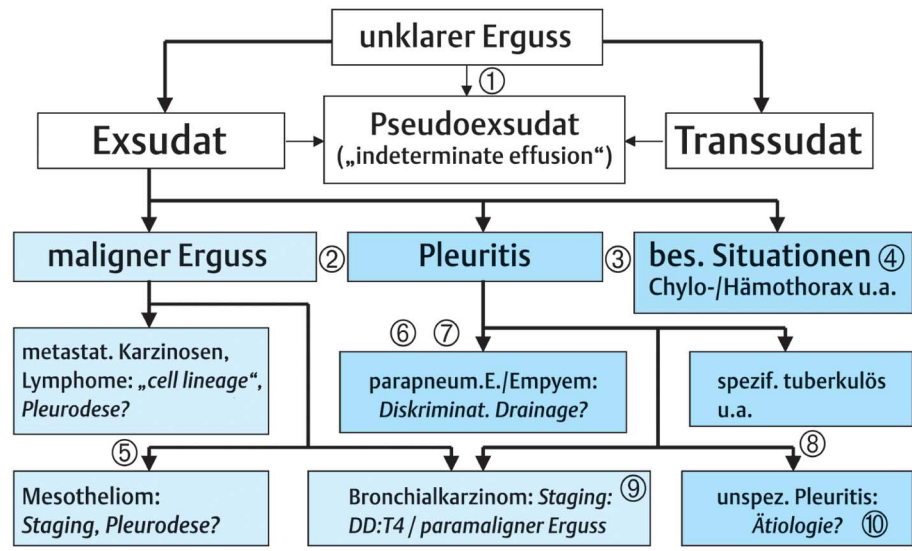 unklarer Erguss
①
Exsudat
Pseudoexsudat
(„indeterminate effusion“)
Transsudat
maligner Erguss ②
Pleuritis ③
bes. Situationen ④
Chylo-/Hämothorax u.a.
metastat. Karzinosen,
Lymphome: „cell lineage“,
Pleurodese?
⑥ ⑦
parapneum.E./Empyem:
Diskriminat. Drainage?
spezif. tuberkulös
u.a.
⑤
Mesotheliom:
Staging, Pleurodese?
Bronchialkarzinom: Staging: ⑨
DD:T4 / paramaligner Erguss
⑧
unspez. Pleuritis:
Ätiologie? ⑩